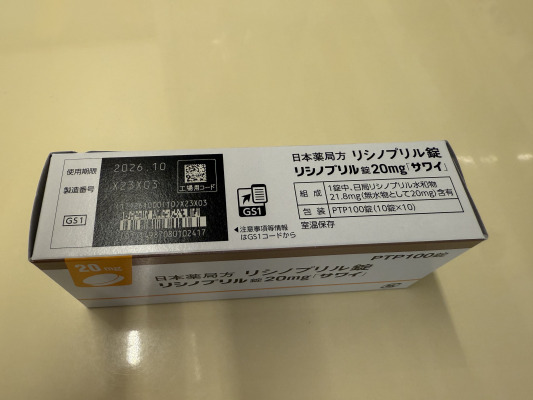 使用期限 2026.10
製造番号 XZ3X03
工場用コード
GS1
GS1
◀注意事項等情報
はGS1コードから
日本薬局方 リシノプリル錠
リシノプリル錠20mg「サワイ」
組成 1錠中、日局リシノプリル水和物
21.8mg(無水物として20mg)含有
包装 PTP100錠(10錠×10)
室温保存
20mg
日本薬局方 リシノプリル錠
リシノプリル錠20mg「サワイ」
PTP100錠